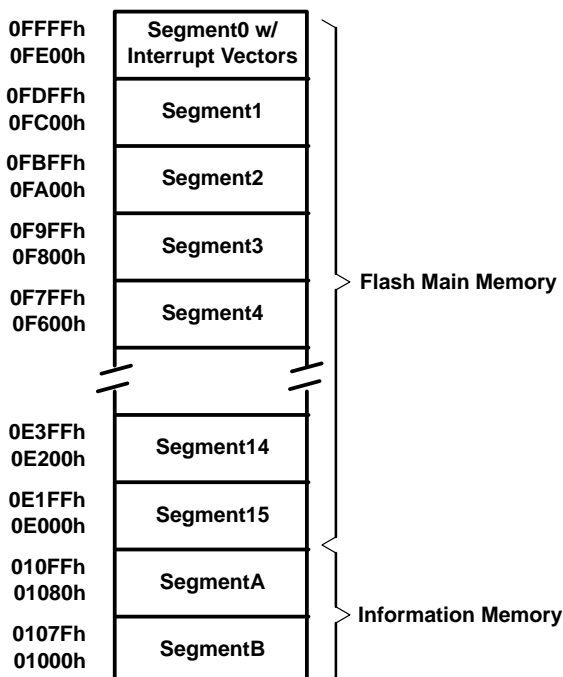 0FFFFh
0FE00h
Segment0 w/
Interrupt Vectors
0FDFFh
0FC00h
Segment1
0FBFFh
0FA00h
Segment2
0F9FFh
0F800h
Segment3
0F7FFh
0F600h
Segment4
Flash Main Memory
0E3FFh
0E200h
Segment14
0E1FFh
0E000h
Segment15
010FFh
01080h
SegmentA
0107Fh
01000h
SegmentB
Information Memory